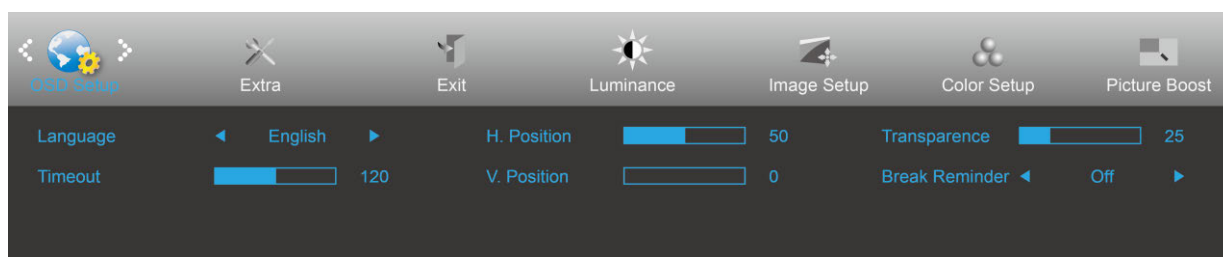 OSD Setup Extra Exit Luminance Image Setup Color Setup Picture Boost
Language English H. Position 50 Transparence 25
Timeout 120 V. Position 0 Break Reminder Off